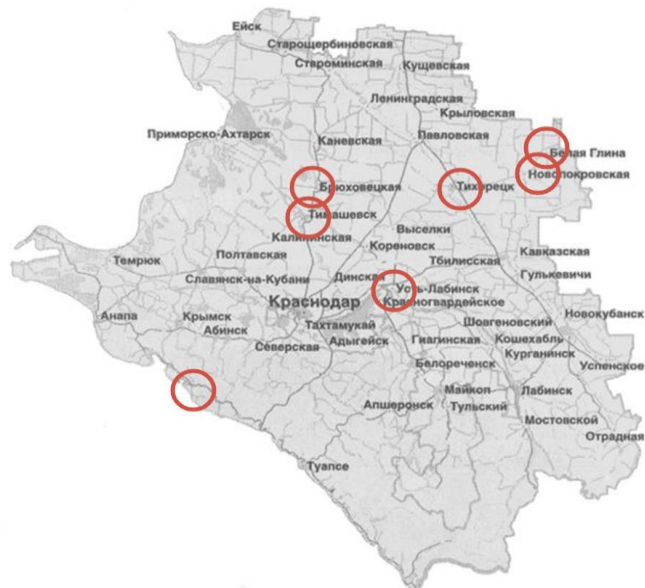 Ейск
Старощербиновская
Староминская
Кущевская
Ленинградская
Крыловская
Приморско-Ахтарск
Каневская
Павловская
Белая Глина
Новопокровская
Брюховецкая
Тихорецк
Тимашевск
Выселки
Калининская
Кореновск
Кавказская
Полтавская
Тбилисская
Темрюк
Динская
Гулькевичи
Славянск-на-Кубани
Усть-Лабинск
Краснодар
Красногвардейское
Анапа
Крымск
Новокубанск
Абинск
Тахтамукай
Шовгеновский
Адыгейск
Гиагинская
Кошехабль
Северская
Курганинск
Белореченск
Успенское
Майкоп
Лабинск
Апшеронск
Тульский
Мостовской
Отрадная
Туапсе